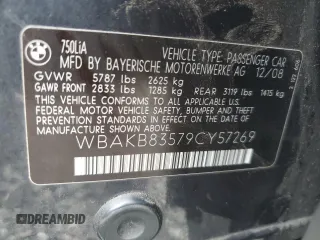 BMW
750LiA
VEHICLE TYPE: PASSENGER CAR
MFD BY BAYERISCHE MOTORENWERKE AG 12/08
GVWR 5787 lbs 2625 kg
GAWR FRONT 2833 lbs 1285 kg GAWR REAR 3119 lbs 1415 kg
THIS VEHICLE CONFORMS TO ALL APPLICABLE
FEDERAL MOTOR VEHICLE SAFETY, BUMPER AND
THEFT PREVENTION STANDARDS IN EFFECT ON
THE DATE OF MANUFACTURE SHOWN ABOVE.
WBAKB83579CY57269
DREAMBID